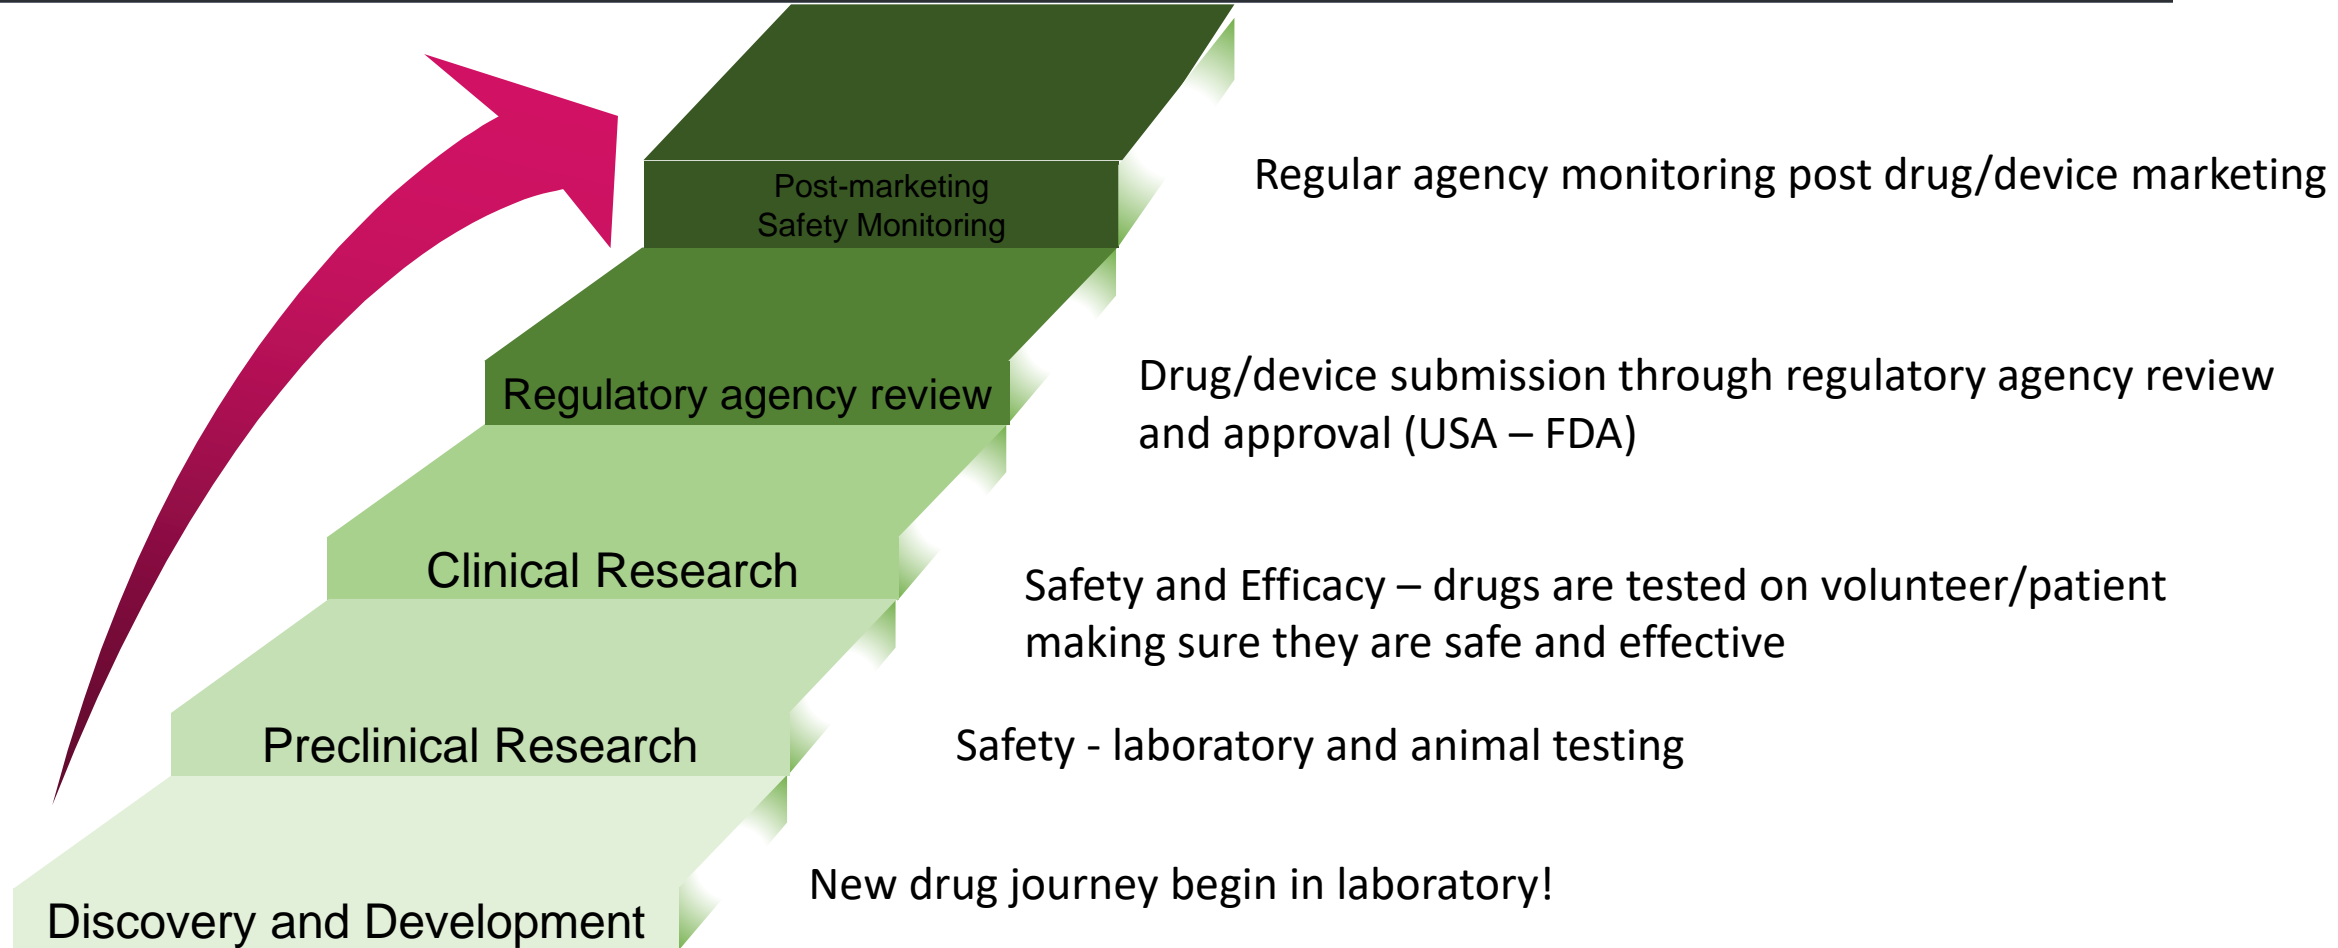 Post-marketing
Safety Monitoring
Regular agency monitoring post drug/device marketing
Regulatory agency review
Drug/device submission through regulatory agency review
and approval (USA – FDA)
Clinical Research
Safety and Efficacy – drugs are tested on volunteer/patient
making sure they are safe and effective
Preclinical Research
Safety - laboratory and animal testing
Discovery and Development
New drug journey begin in laboratory!